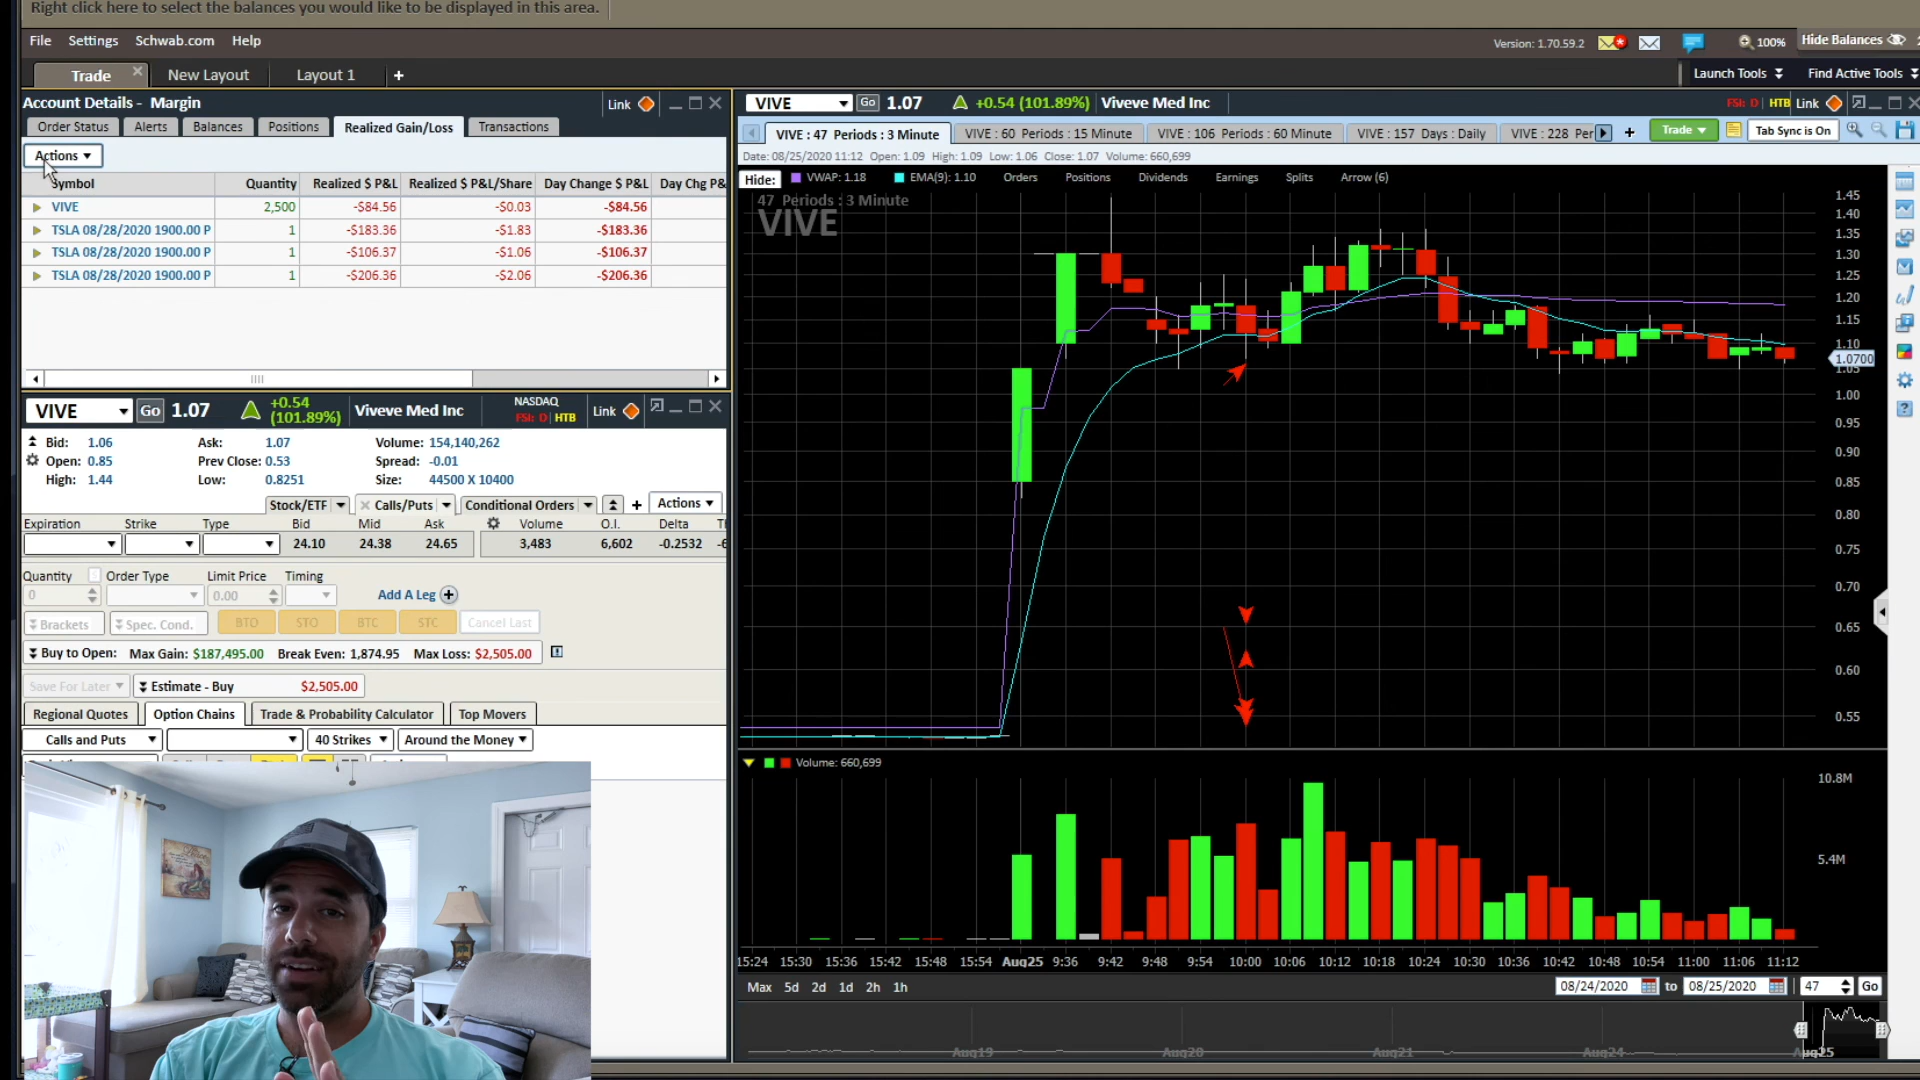 Right click here to select the balances you would like to be displayed in this area.
File Settings Schwab.com Help
Version: 1.70.59.2 100% Hide Balances
Trade New Layout Layout 1 +
Launch Tools Find Active Tools
Account Details - Margin Link
Order Status Alerts Balances Positions Realized Gain/Loss Transactions
Actions
Symbol Quantity Realized $ P&L Realized $ P&L/Share Day Change $ P&L Day Chg P&
VIVE 2,500 -$84.56 -$0.03 -$84.56
TSLA 08/28/2020 1900.00 P 1 -$183.36 -$1.83 -$183.36
TSLA 08/28/2020 1900.00 P 1 -$106.37 -$1.06 -$106.37
TSLA 08/28/2020 1900.00 P 1 -$206.36 -$2.06 -$206.36
VIVE Go 1.07 +0.54 (101.89%) Viveve Med Inc NASDAQ FSI: D | HTB Link
Bid: 1.06 Ask: 1.07 Volume: 154,140,262
Open: 0.85 Prev Close: 0.53 Spread: -0.01
High: 1.44 Low: 0.8251 Size: 44500 X 10400
Stock/ETF Calls/Puts Conditional Orders + Actions
Expiration Strike Type Bid Mid Ask Volume O.I. Delta
24.10 24.38 24.65 3,483 6,602 -0.2532
Quantity Order Type Limit Price Timing
0 0.00 Add A Leg
Brackets Spec. Cond. BTO STO BTC STC Cancel Last
Buy to Open: Max Gain: $187,495.00 Break Even: 1,874.95 Max Loss: $2,505.00
Save For Later Estimate - Buy $2,505.00
Regional Quotes Option Chains Trade & Probability Calculator Top Movers
Calls and Puts 40 Strikes Around the Money
VIVE Go 1.07 +0.54 (101.89%) Viveve Med Inc FSI: D | HTB Link
VIVE : 47 Periods : 3 Minute VIVE : 60 Periods : 15 Minute VIVE : 106 Periods : 60 Minute VIVE : 157 Days : Daily VIVE : 228 Per + Trade Tab Sync is On
Date: 08/25/2020 11:12 Open: 1.09 High: 1.09 Low: 1.06 Close: 1.07 Volume: 660,699
Hide: VWAP: 1.18 EMA(9): 1.10 Orders Positions Dividends Earnings Splits Arrow (6)
47 Periods : 3 Minute
VIVE
1.45
1.40
1.35
1.30
1.25
1.20
1.15
1.10
1.0700
1.05
1.00
0.95
0.90
0.85
0.80
0.75
0.70
0.65
0.60
0.55
Volume: 660,699
10.8M
5.4M
15:24 15:30 15:36 15:42 15:48 15:54 Aug25 9:36 9:42 9:48 9:54 10:00 10:06 10:12 10:18 10:24 10:30 10:36 10:42 10:48 10:54 11:00 11:06 11:12
Max 5d 2d 1d 2h 1h 08/24/2020 to 08/25/2020 47 Go
Aug19 Aug20 Aug21 Aug24 Aug25